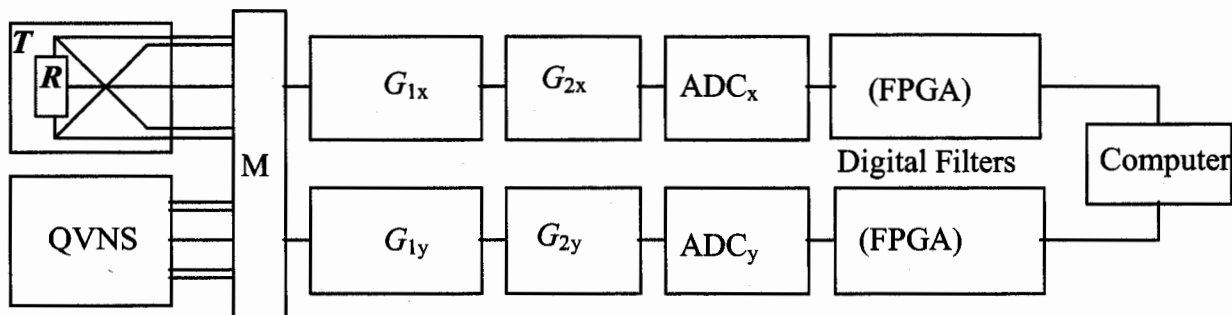 T
R
G1x
G2x
ADCx
(FPGA)
M
Digital Filters
Computer
QVNS
G1y
G2y
ADCy
(FPGA)